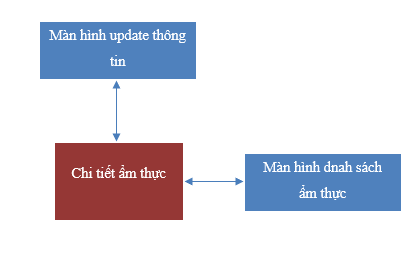 Màn hình update thông
tin
Chi tiết ẩm thực
Màn hình dnah sách
ẩm thực